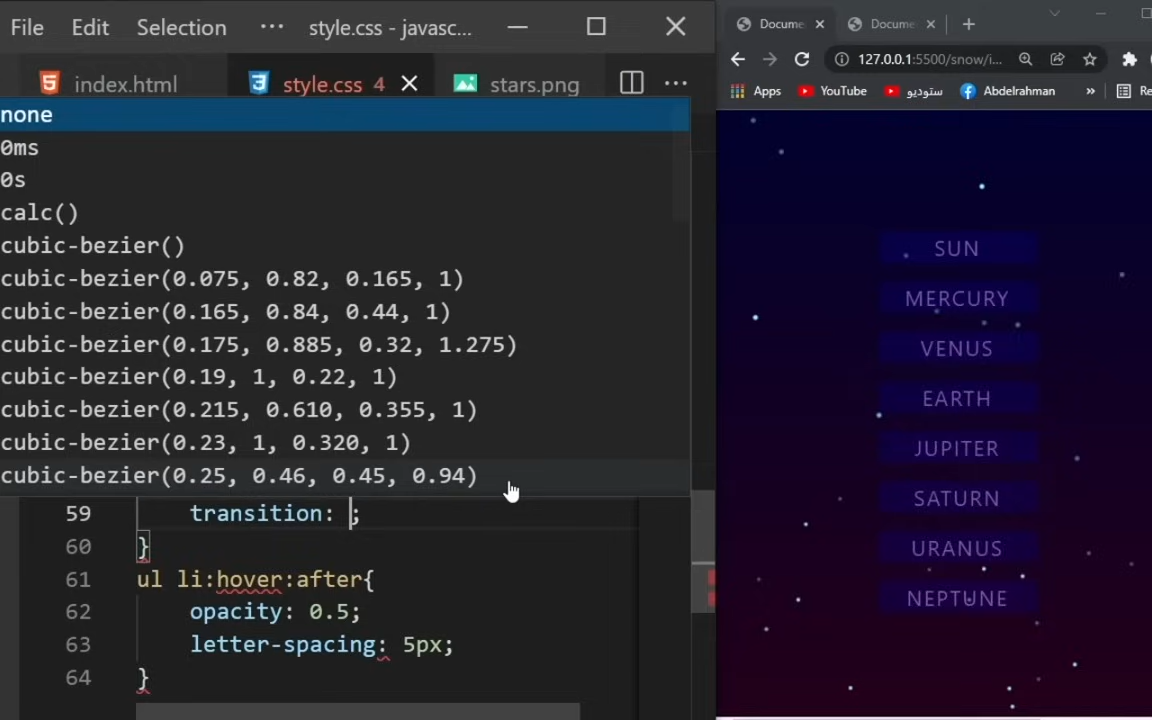 File Edit Selection ··· style.css - javasc...
index.html style.css 4 stars.png ···
none
0ms
0s
calc()
cubic-bezier()
cubic-bezier(0.075, 0.82, 0.165, 1)
cubic-bezier(0.165, 0.84, 0.44, 1)
cubic-bezier(0.175, 0.885, 0.32, 1.275)
cubic-bezier(0.19, 1, 0.22, 1)
cubic-bezier(0.215, 0.610, 0.355, 1)
cubic-bezier(0.23, 1, 0.320, 1)
cubic-bezier(0.25, 0.46, 0.45, 0.94)
59 transition: ;
60 }
61 ul li:hover:after{
62 opacity: 0.5;
63 letter-spacing: 5px;
64 }
Docume Docume
127.0.0.1:5500/snow/i...
Apps YouTube ستوديو Abdelrahman » Re
SUN
MERCURY
VENUS
EARTH
JUPITER
SATURN
URANUS
NEPTUNE